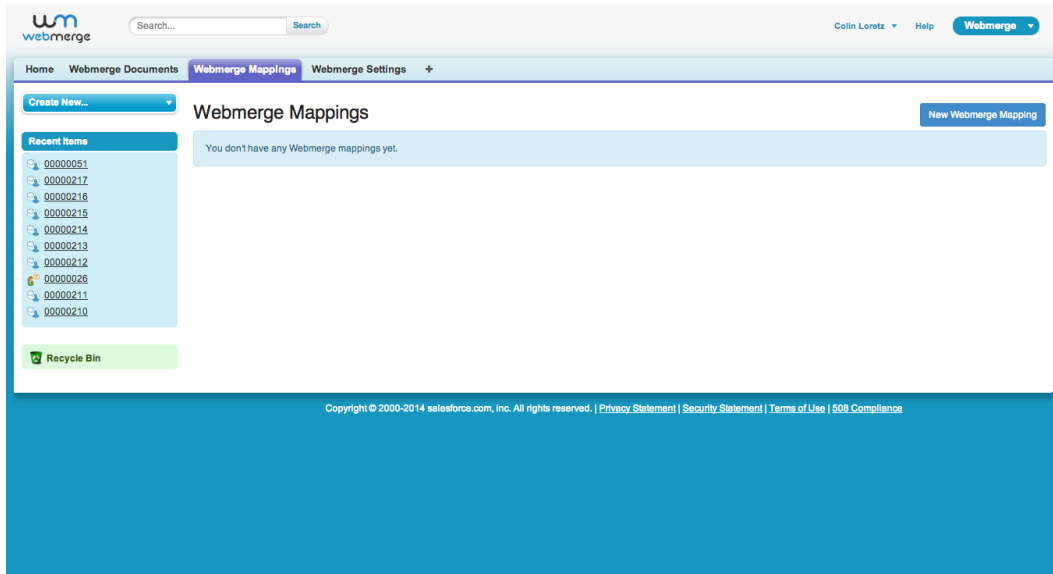 wm
webmerge
Search...
Search
Colin Loretz
Help
Webmerge
Home Webmerge Documents Webmerge Mappings Webmerge Settings +
Create New...
Webmerge Mappings
New Webmerge Mapping
You don't have any Webmerge mappings yet.
Recent Items
00000051
00000217
00000216
00000215
00000214
00000213
00000212
00000026
00000211
00000210
Recycle Bin
Copyright © 2000-2014 salesforce.com, inc. All rights reserved. | Privacy Statement | Security Statement | Terms of Use | 508 Compliance